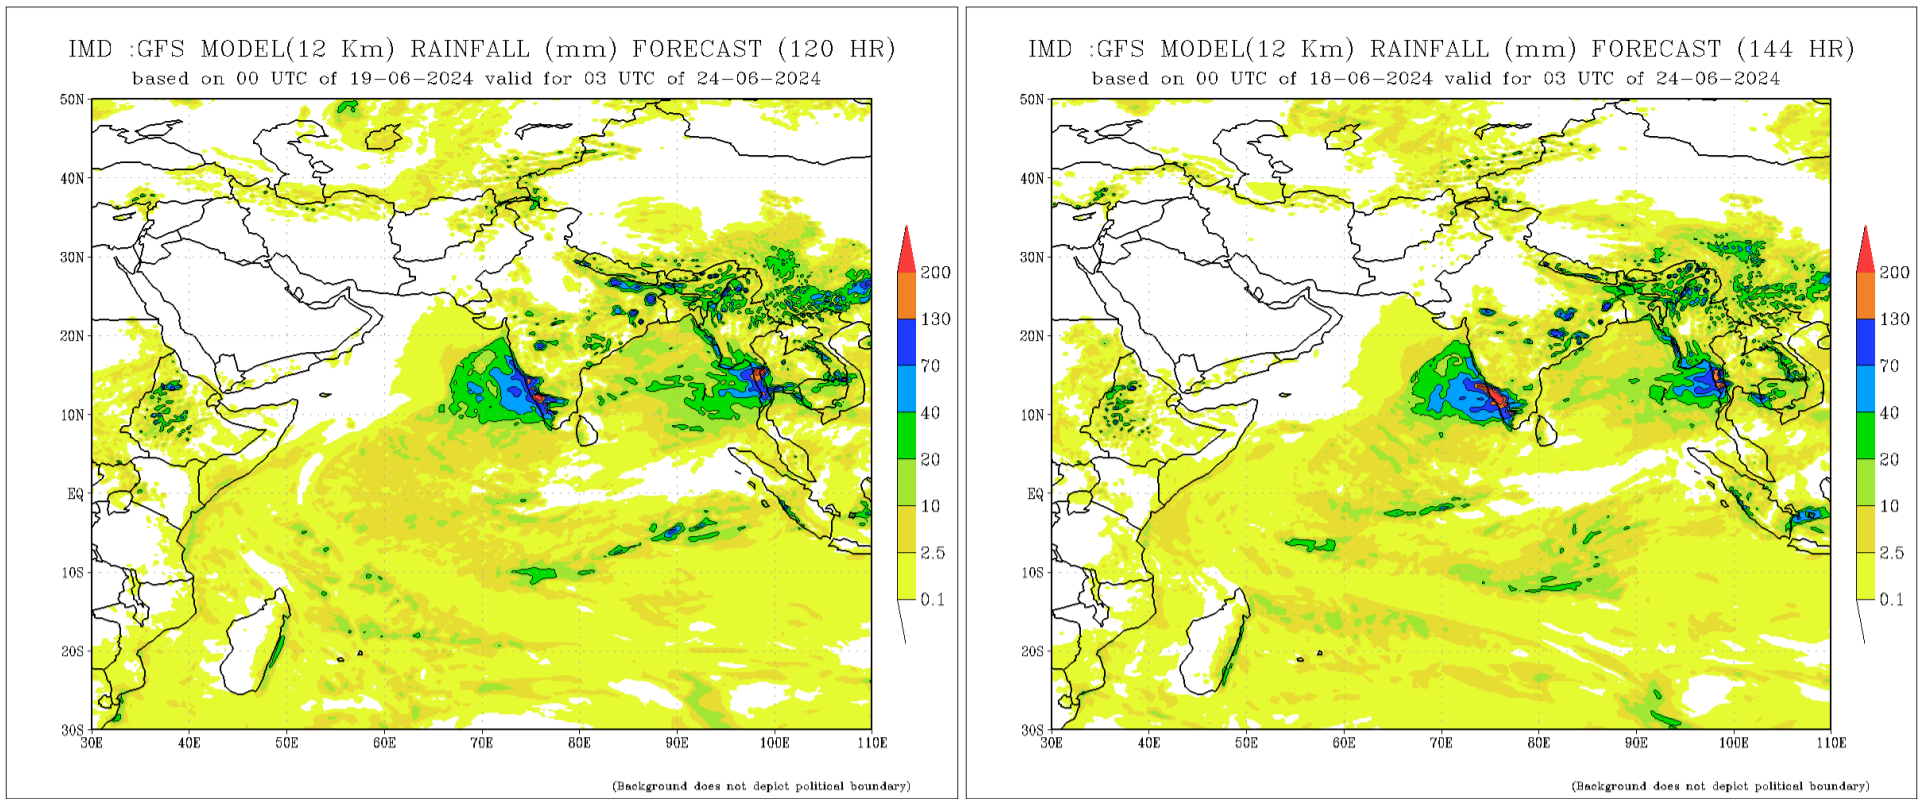 IMD :GFS MODEL(12 Km) RAINFALL (mm) FORECAST (120 HR)
based on 00 UTC of 19-06-2024 valid for 03 UTC of 24-06-2024
50N
40N
30N
20N
10N
EQ
10S
20S
30S
30E 40E 50E 60E 70E 80E 90E 100E 110E
200
130
70
40
20
10
2.5
0.1
(Background does not depict political boundary)
IMD :GFS MODEL(12 Km) RAINFALL (mm) FORECAST (144 HR)
based on 00 UTC of 18-06-2024 valid for 03 UTC of 24-06-2024
50N
40N
30N
20N
10N
EQ
10S
20S
30S
30E 40E 50E 60E 70E 80E 90E 100E 110E
200
130
70
40
20
10
2.5
0.1
(Background does not depict political boundary)